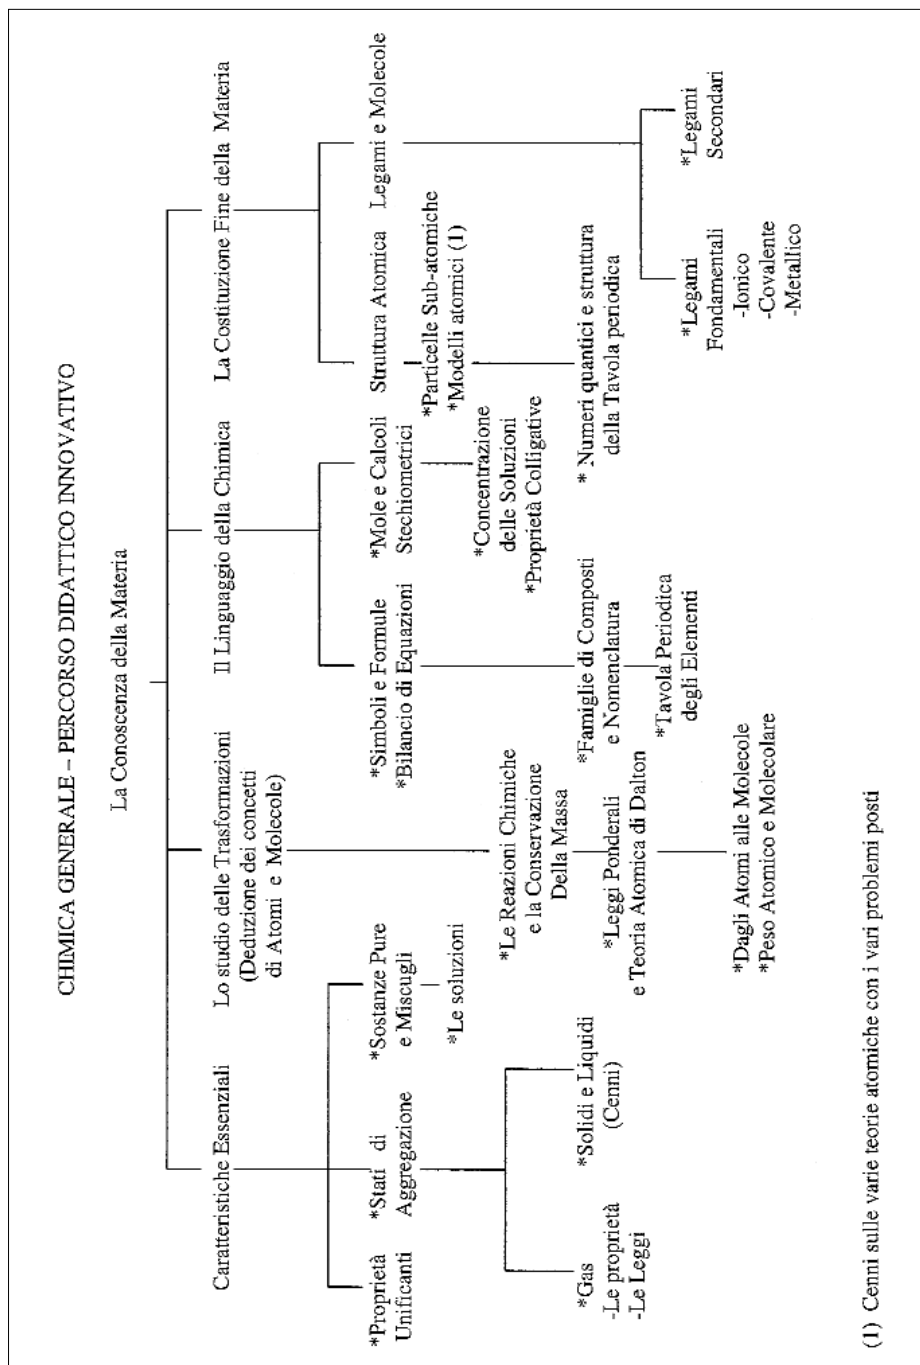 CHIMICA GENERALE – PERCORSO DIDATTICO INNOVATIVO
La Conoscenza della Materia
Caratteristiche Essenziali
Lo studio delle Trasformazioni
(Deduzione dei concetti
di Atomi e Molecole)
Il Linguaggio della Chimica
La Costituzione Fine della Materia
*Proprietà
Unificanti
*Stati di
Aggregazione
*Sostanze Pure
e Miscugli
*Le soluzioni
*Gas
-Le proprietà
-Le Leggi
*Solidi e Liquidi
(Cenni)
*Le Reazioni Chimiche
e la Conservazione
Della Massa
*Leggi Ponderali
e Teoria Atomica di Dalton
*Dagli Atomi alle Molecole
*Peso Atomico e Molecolare
*Simboli e Formule
*Bilancio di Equazioni
*Famiglie di Composti
e Nomenclatura
*Tavola Periodica
degli Elementi
*Mole e Calcoli
Stechiometrici
*Concentrazione
delle Soluzioni
*Proprietà Colligative
Struttura Atomica
*Particelle Sub-atomiche
*Modelli atomici (1)
* Numeri quantici e struttura
della Tavola periodica
Legami e Molecole
*Legami
Fondamentali
-Ionico
-Covalente
-Metallico
*Legami
Secondari
(1) Cenni sulle varie teorie atomiche con i vari problemi posti